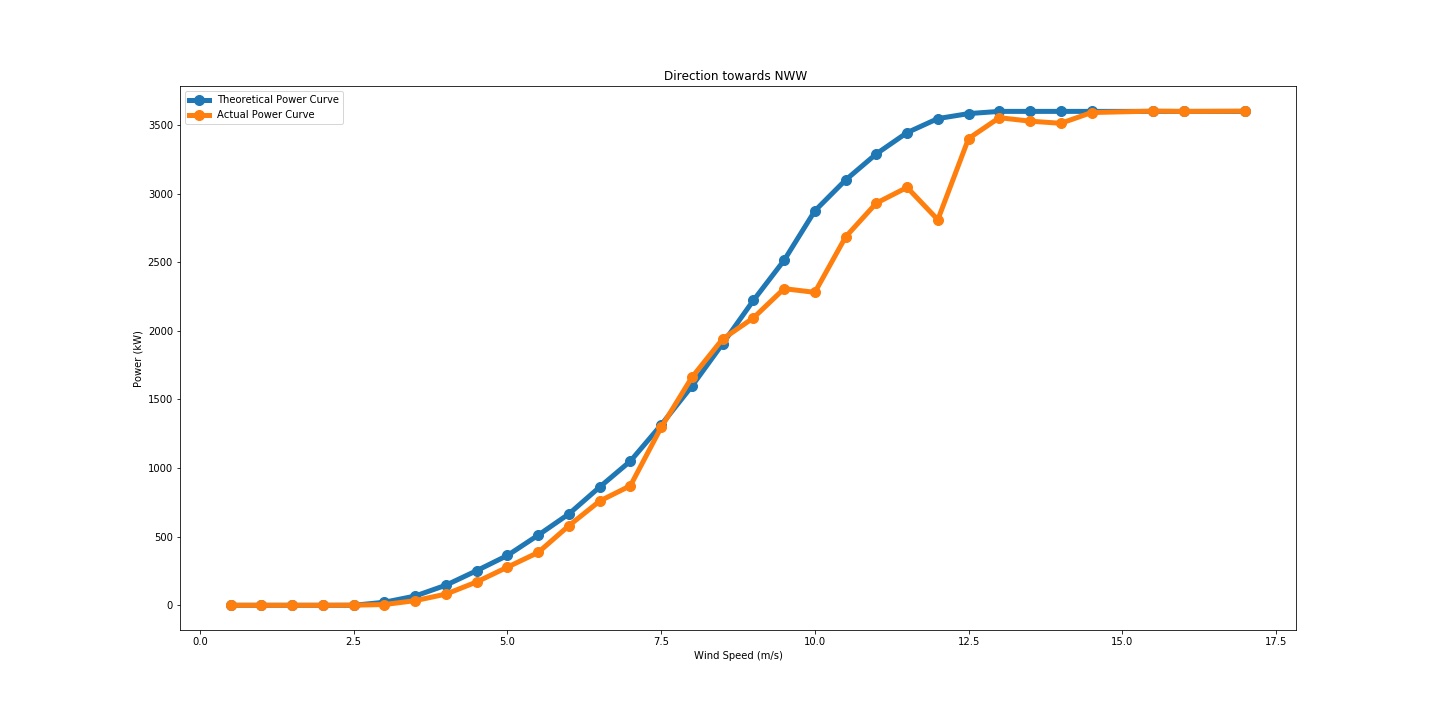 Direction towards NWW
Theoretical Power Curve
Actual Power Curve
3500
3000
2500
2000
1500
1000
500
0
Power (kW)
0.0 2.5 5.0 7.5 10.0 12.5 15.0 17.5
Wind Speed (m/s)